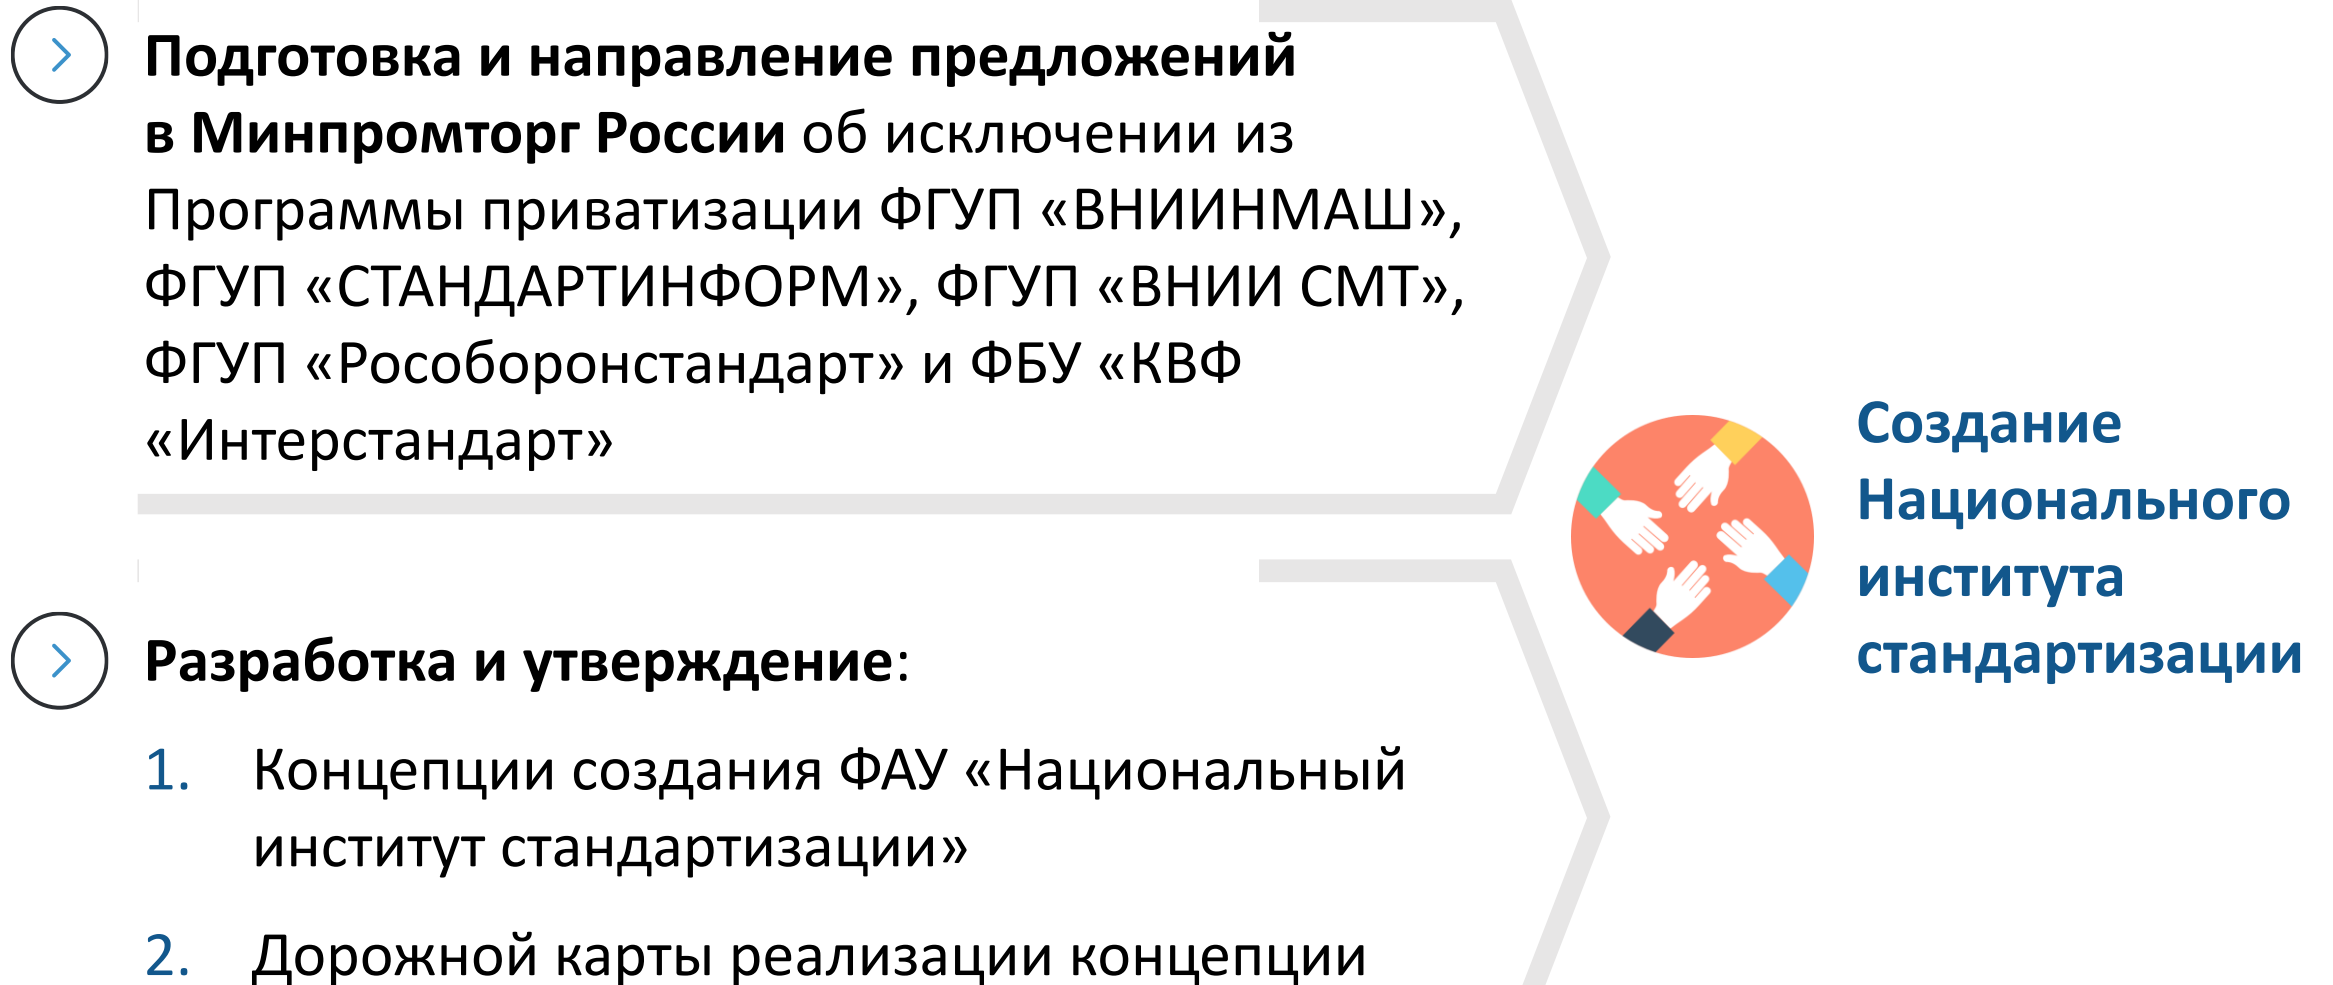 Подготовка и направление предложений
в Минпромторг России об исключении из
Программы приватизации ФГУП «ВНИИНМАШ»,
ФГУП «СТАНДАРТИНФОРМ», ФГУП «ВНИИ СМТ»,
ФГУП «Рособоронстандарт» и ФБУ «КВФ
«Интерстандарт»
Разработка и утверждение:
1. Концепции создания ФАУ «Национальный
институт стандартизации»
2. Дорожной карты реализации концепции
Создание
Национального
института
стандартизации